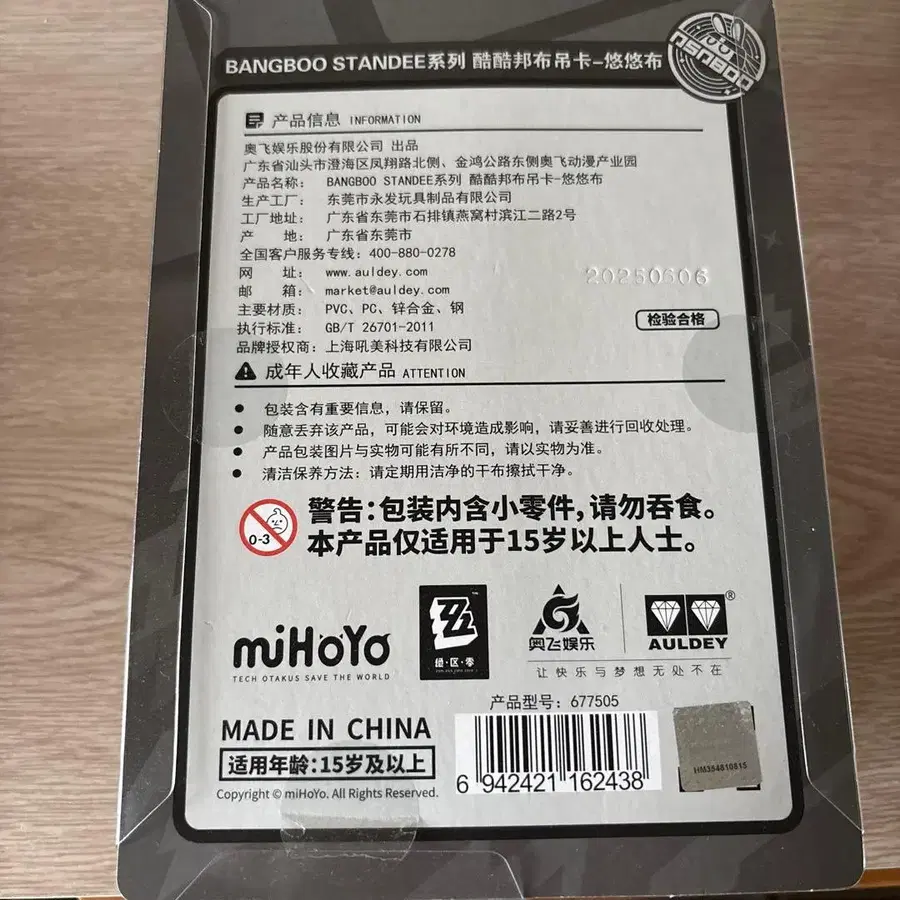 BANGBOO STANDEE系列 酷酷邦布吊卡-悠悠布
产品信息 INFORMATION
奥飞娱乐股份有限公司 出品
广东省汕头市澄海区凤翔路北侧、金鸿公路东侧奥飞动漫产业园
产品名称： BANGBOO STANDEE系列 酷酷邦布吊卡-悠悠布
生产工厂： 东莞市永发玩具制品有限公司
工厂地址： 广东省东莞市石排镇燕窝村滨江二路2号
产 地： 广东省东莞市
全国客户服务专线：400-880-0278
网 址： www.auldey.com
邮 箱： market@auldey.com
主要材质： PVC、PC、锌合金、钢
执行标准： GB/T 26701-2011
品牌授权商：上海吼美科技有限公司
20250606
检验合格
成年人收藏产品 ATTENTION
● 包装含有重要信息，请保留。
● 随意丢弃该产品，可能会对环境造成影响，请妥善进行回收处理。
● 产品包装图片与实物可能有所不同，请以实物为准。
● 清洁保养方法：请定期用洁净的干布擦拭干净。
0-3
警告：包装内含小零件，请勿吞食。
本产品仅适用于15岁以上人士。
miHoYo
TECH OTAKUS SAVE THE WORLD
绝·区·零
奥飞娱乐
AULDEY®
让快乐与梦想无处不在
产品型号：677505
MADE IN CHINA
适用年龄：15岁及以上
Copyright © miHoYo. All Rights Reserved.
6 942421 162438
HM384810815